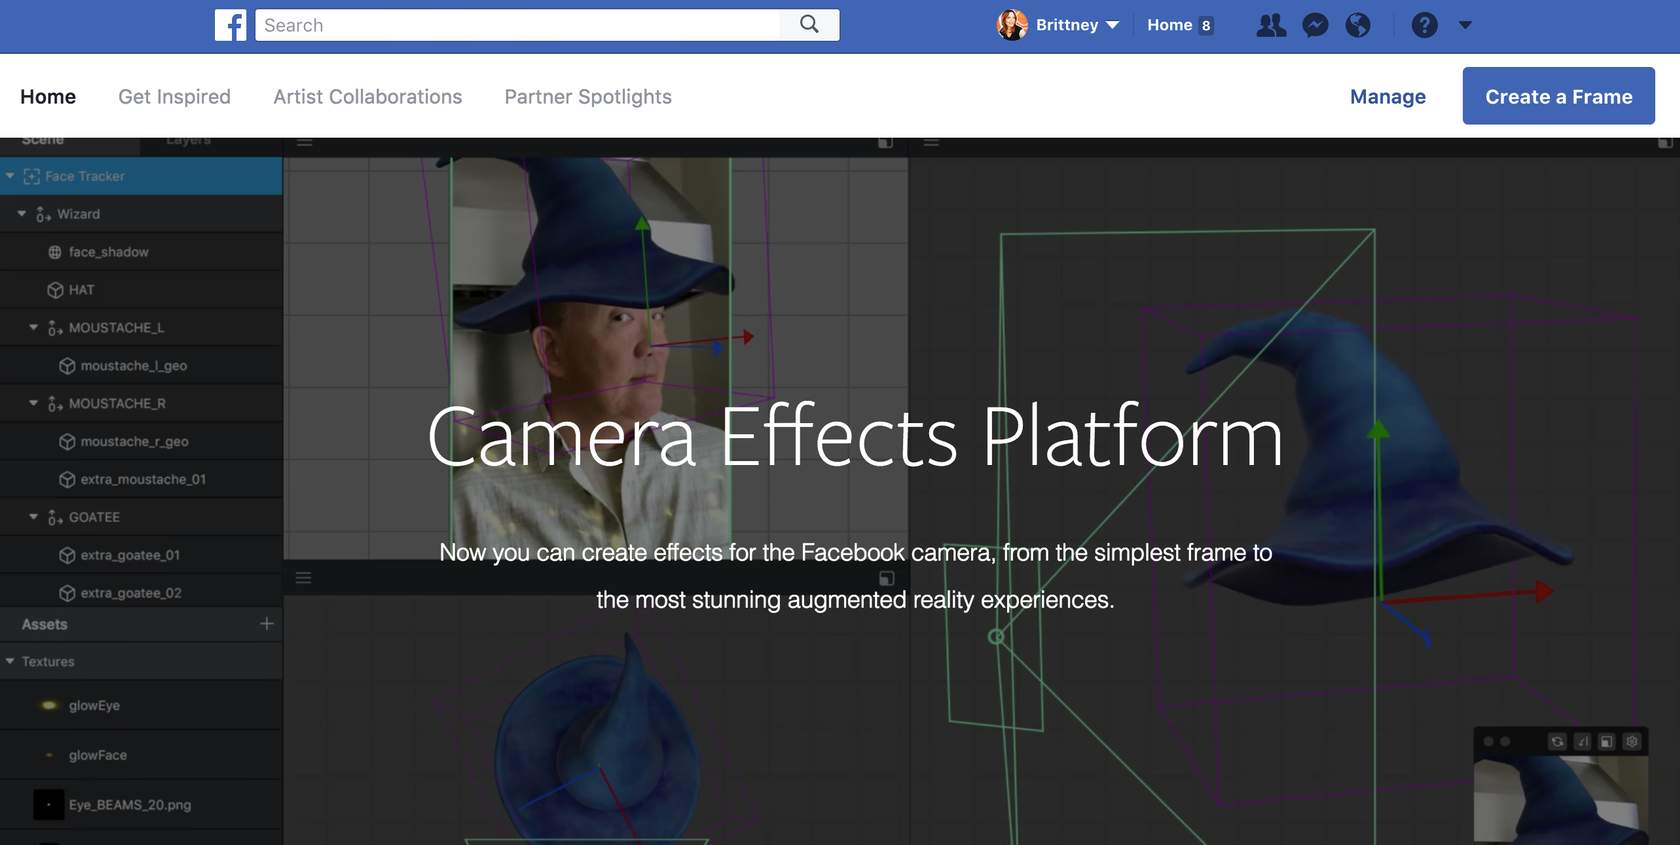 Search
Brittney
Home 8
Home
Get Inspired
Artist Collaborations
Partner Spotlights
Manage
Create a Frame
Scene
Layers
Face Tracker
Wizard
face_shadow
HAT
MOUSTACHE_L
moustache_l_geo
MOUSTACHE_R
moustache_r_geo
extra_moustache_01
GOATEE
extra_goatee_01
extra_goatee_02
Assets
Textures
glowEye
glowFace
Eye_BEAMS_20.png
Camera Effects Platform
Now you can create effects for the Facebook camera, from the simplest frame to
the most stunning augmented reality experiences.